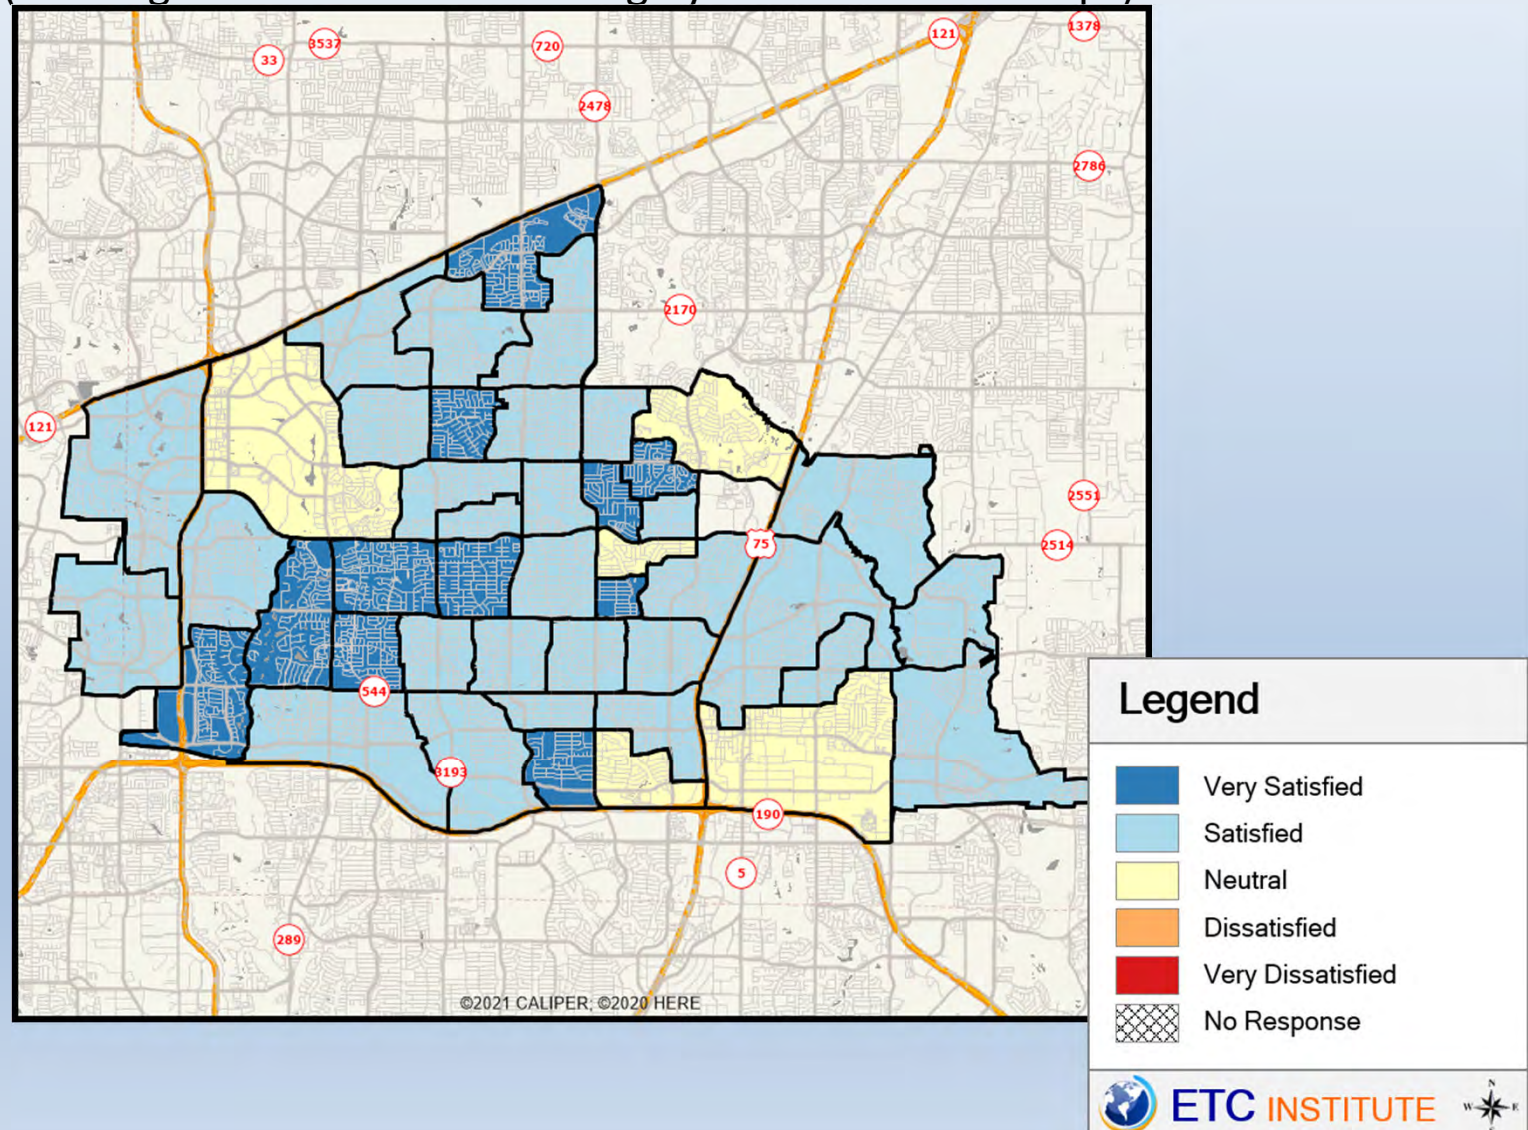 33
3537
720
121
1378
2478
2786
2170
121
2551
75
2514
544
3193
190
5
289
©2021 CALIPER; ©2020 HERE
Legend
Very Satisfied
Satisfied
Neutral
Dissatisfied
Very Dissatisfied
No Response
ETC INSTITUTE
N
W E